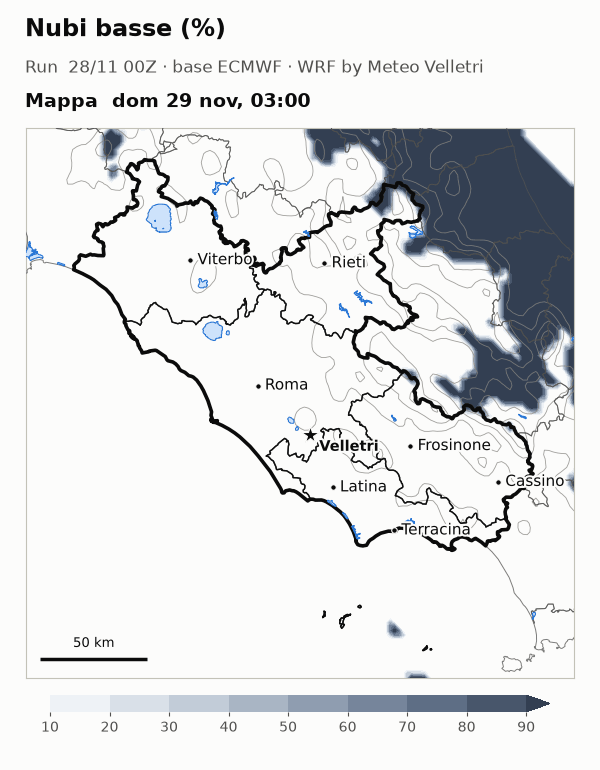 Nubi basse (%)
Run 28/11 00Z · base ECMWF · WRF by Meteo Velletri
Mappa dom 29 nov, 03:00
Viterbo
Rieti
Roma
Velletri
Frosinone
Latina
Cassino
Terracina
50 km
10 20 30 40 50 60 70 80 90